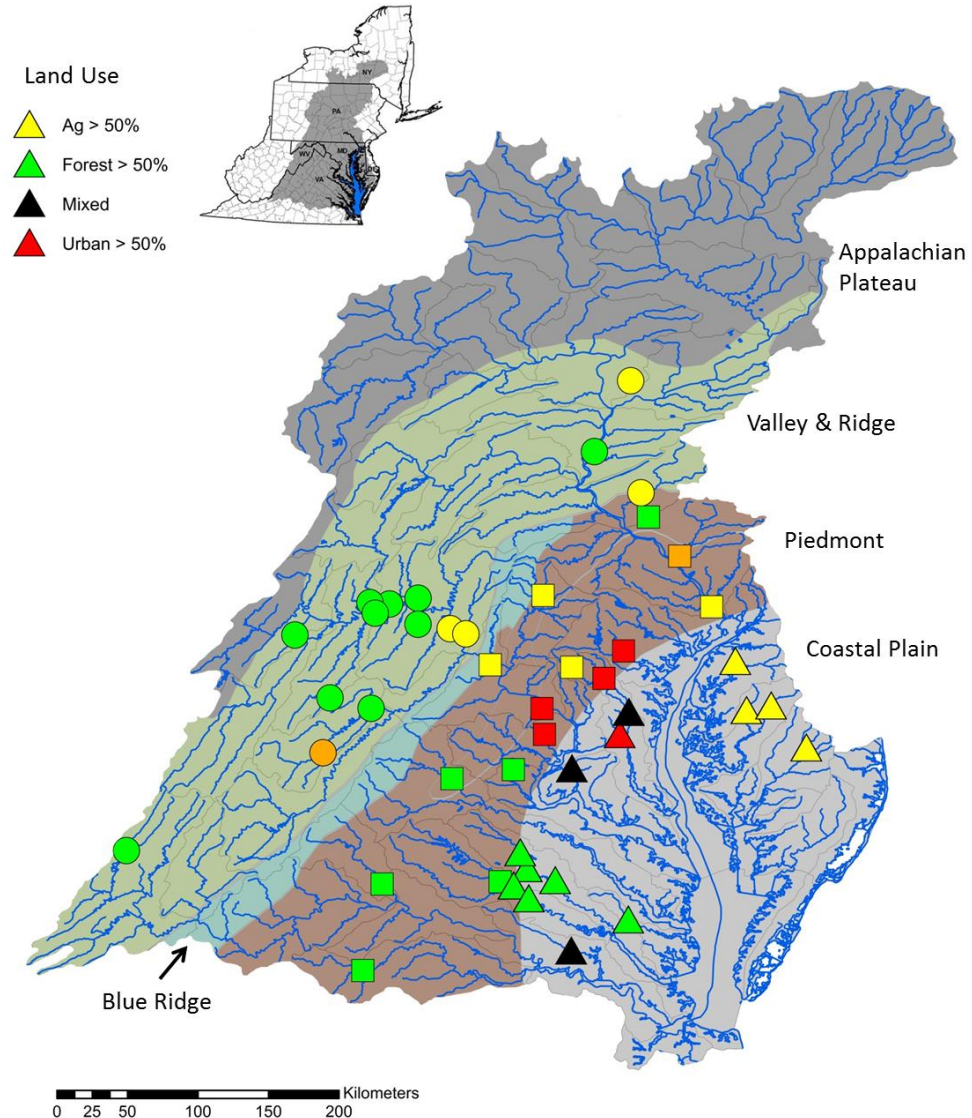 Land Use
Ag > 50%
Forest > 50%
Mixed
Urban > 50%
NY
PA
WV
MD
VA
Appalachian
Plateau
Valley & Ridge
Piedmont
Coastal Plain
Blue Ridge
Kilometers
0 25 50 100 150 200